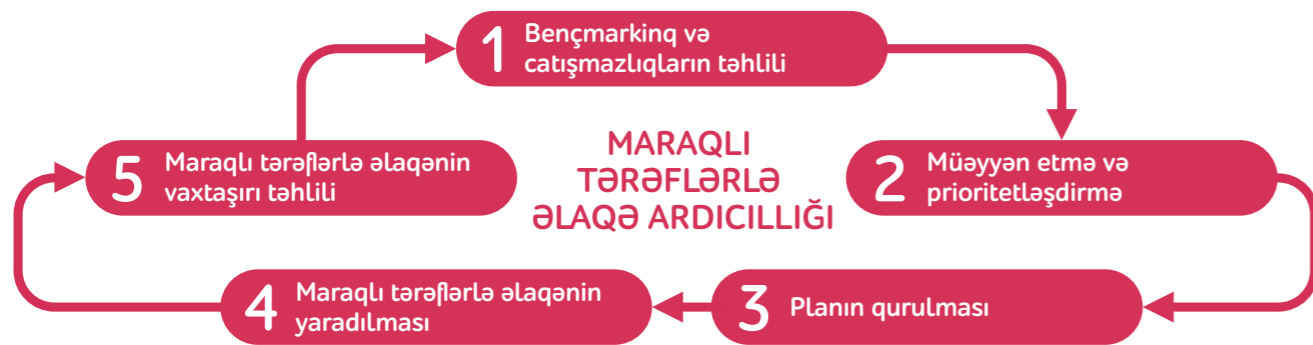 1 Bençmarkinq və
catışmazlıqların təhlili
MARAQLI
TƏRƏFLƏRLƏ
ƏLAQƏ ARDICILLIĞI
2 Müəyyən etmə və
prioritetləşdirmə
3 Planın qurulması
4 Maraqlı tərəflərlə əlaqənin
yaradılması
5 Maraqlı tərəflərlə əlaqənin
vaxtaşırı təhlili